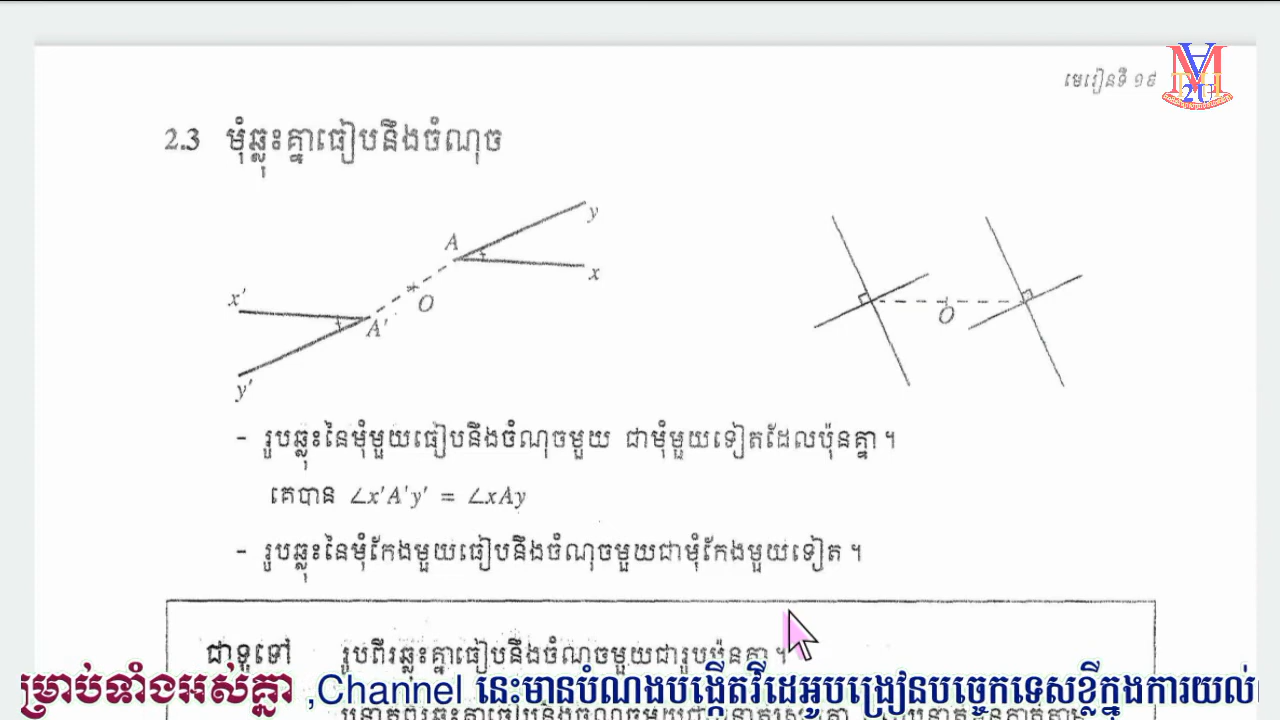 មេរៀនទី ១៩
MA
TH
2U
2.3 មុំឆ្លុះគ្នាធៀបនឹងចំណុច
y
A
x
x'
O
A'
y'
O
- រូបឆ្លុះនៃមុំមួយធៀបនឹងចំណុចមួយ ជាមុំមួយទៀតដែលប៉ុនគ្នា ។
គេបាន ∠x'A'y' = ∠xAy
- រូបឆ្លុះនៃមុំកែងមួយធៀបនឹងចំណុចមួយជាមុំកែងមួយទៀត ។
ជាទូទៅ រូបពីរឆ្លុះគ្នាធៀបនឹងចំណុចមួយជារូបប៉ុនគ្នា ។
ម្រាប់ទាំងអស់គ្នា ,Channel នេះមានបំណងបង្កើតវីដេអូបង្រៀនបច្ចេកទេសខ្លីក្នុងការយល់